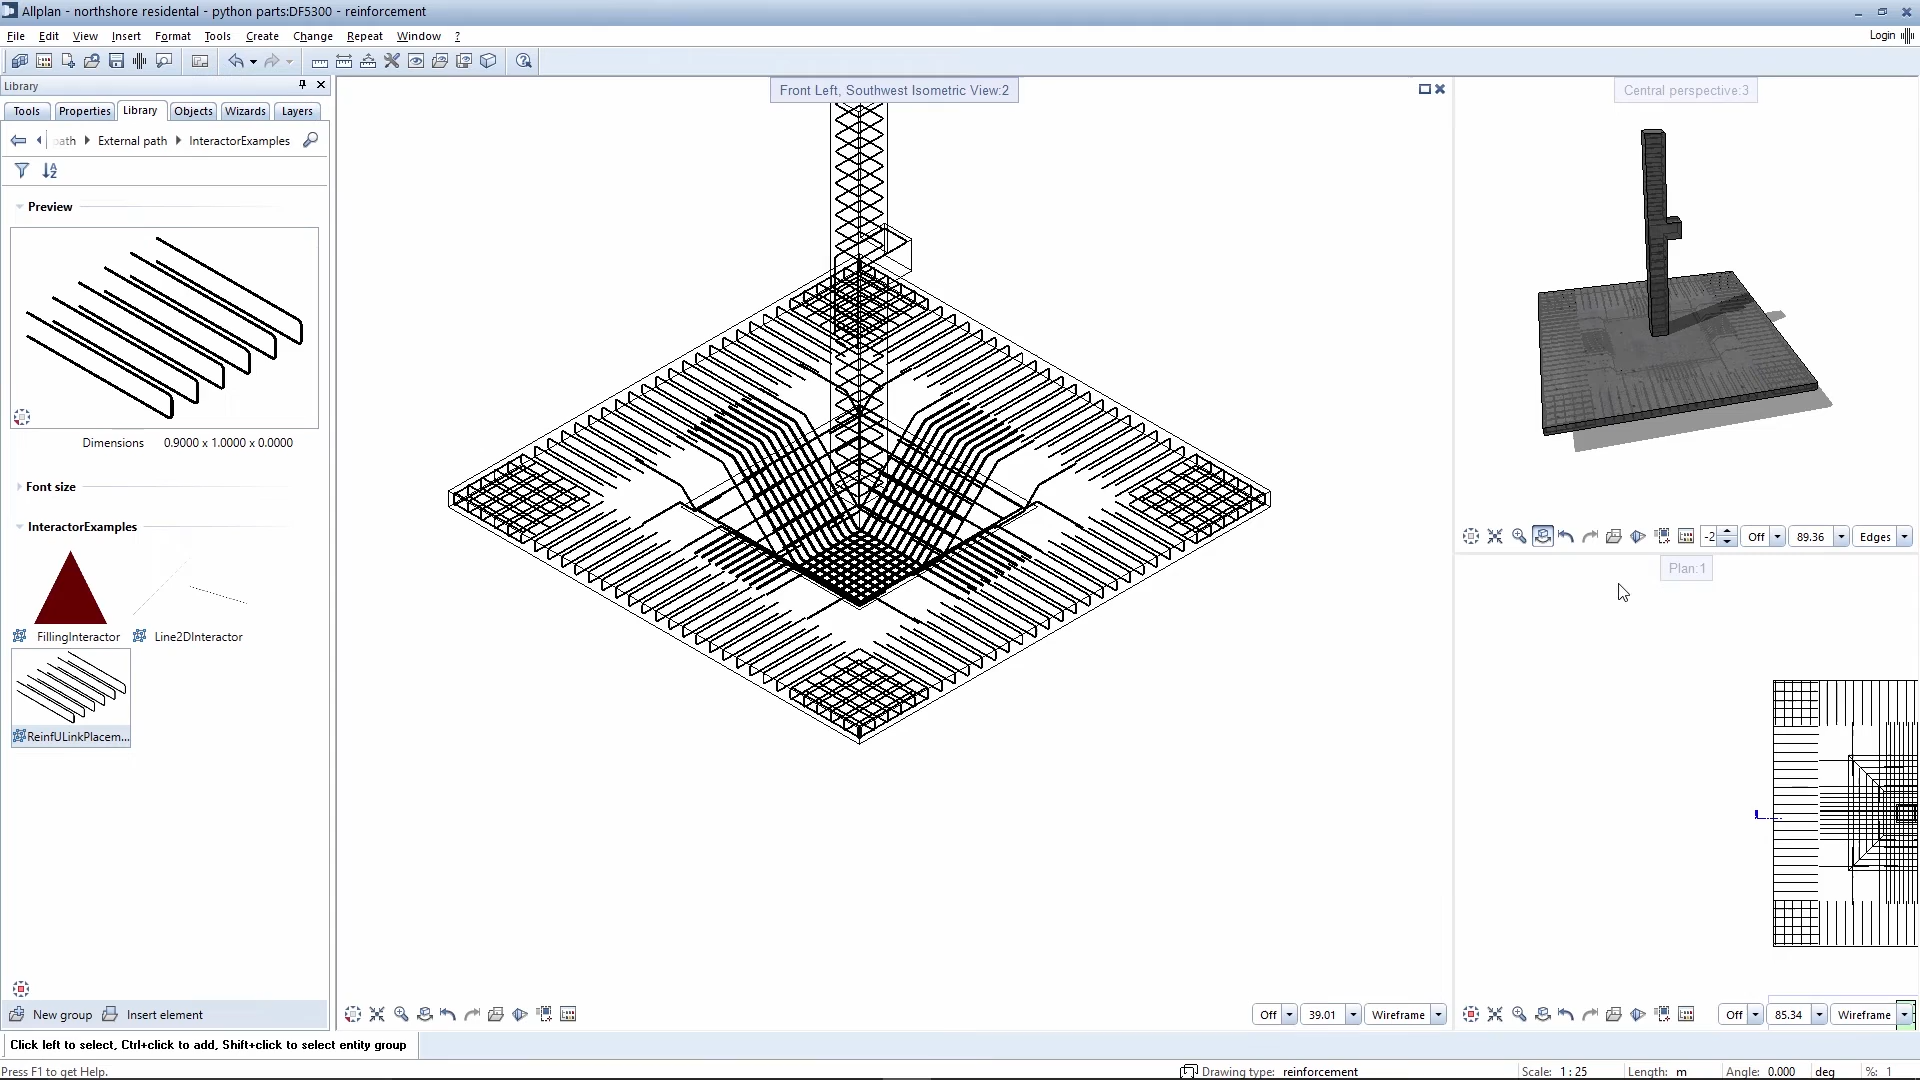 Allplan - northshore residental - python parts:DF5300 - reinforcement
File Edit View Insert Format Tools Create Change Repeat Window ?
Login
Library
Tools Properties Library Objects Wizards Layers
External path InteractorExamples
Preview
Dimensions 0.9000 x 1.0000 x 0.0000
Font size
InteractorExamples
FillingInteractor Line2DInteractor
ReinfULinkPlacem...
New group Insert element
Front Left, Southwest Isometric View:2
Off 39.01 Wireframe
Central perspective:3
-2 Off 89.36 Edges
Plan:1
Off 85.34 Wireframe
Click left to select, Ctrl+click to add, Shift+click to select entity group
Press F1 to get Help.
Drawing type: reinforcement Scale: 1 : 25 Length: m Angle: 0.000 deg %: 1